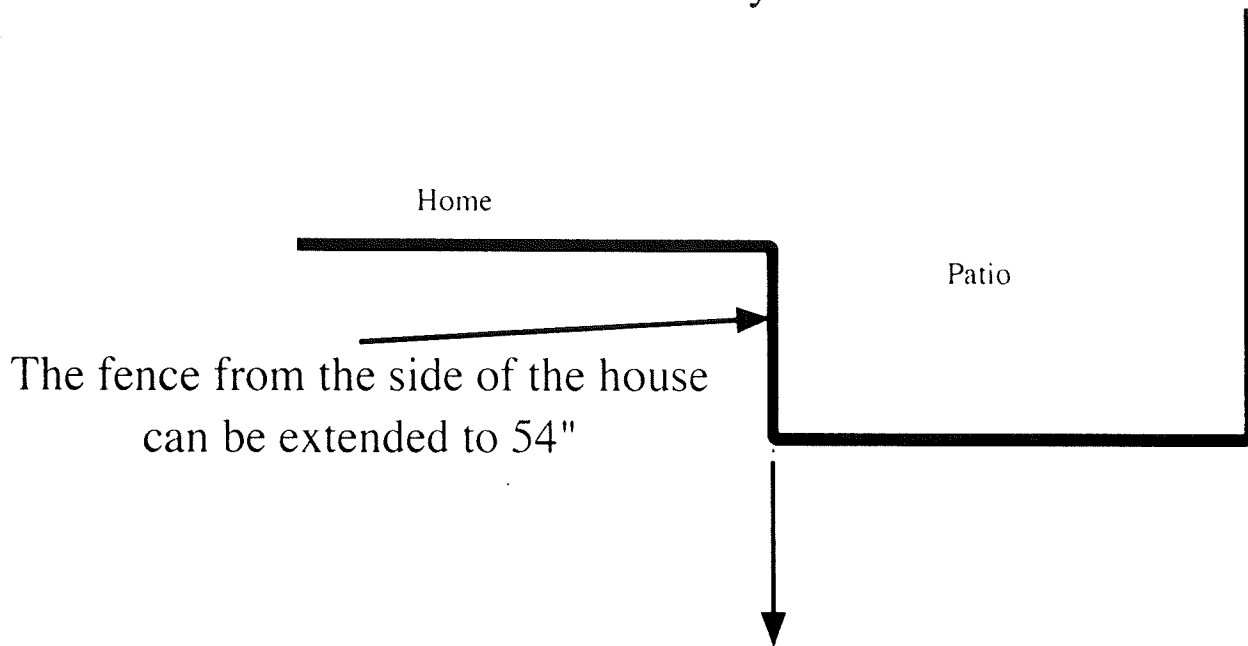 Home
Patio
The fence from the side of the house
can be extended to 54"